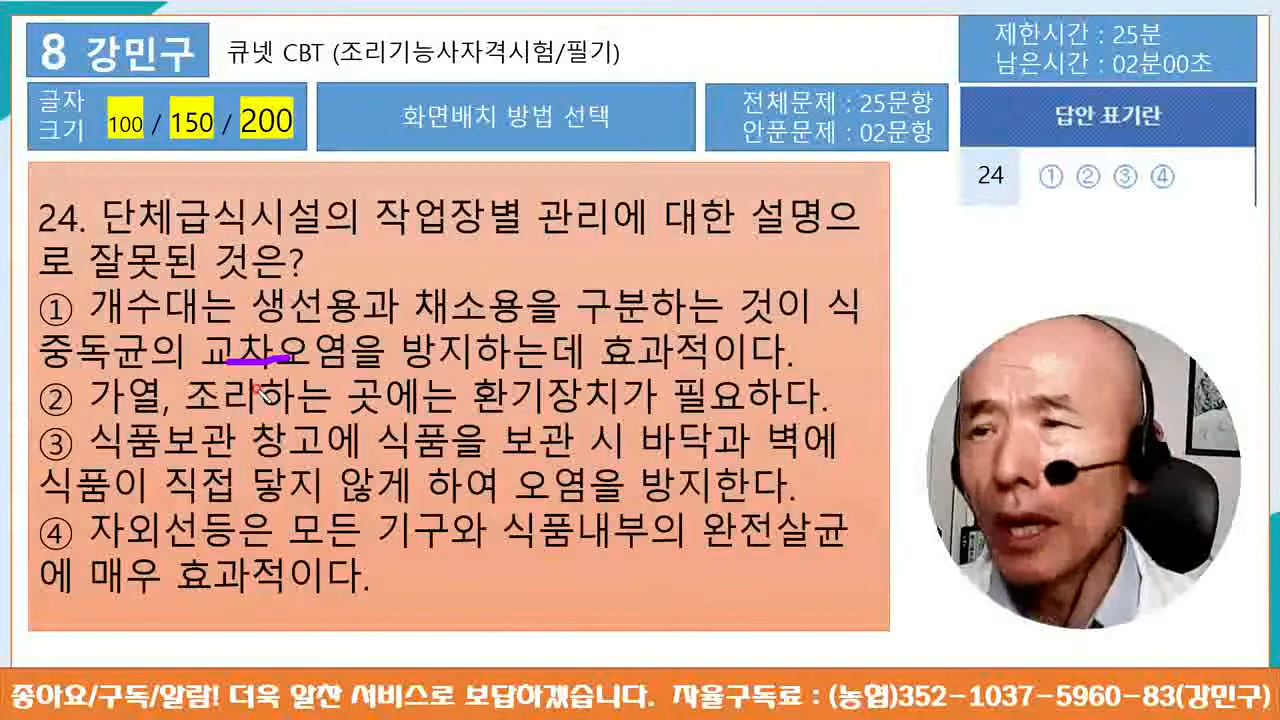 8 강민구
큐넷 CBT (조리기능사자격시험/필기)
제한시간 : 25분
남은시간 : 02분00초
글자
크기
100 / 150 / 200
화면배치 방법 선택
전체문제 : 25문항
안푼문제 : 02문항
답안 표기란
24 ① ② ③ ④
24. 단체급식시설의 작업장별 관리에 대한 설명으
로 잘못된 것은?
① 개수대는 생선용과 채소용을 구분하는 것이 식
중독균의 교차오염을 방지하는데 효과적이다.
② 가열, 조리하는 곳에는 환기장치가 필요하다.
③ 식품보관 창고에 식품을 보관 시 바닥과 벽에
식품이 직접 닿지 않게 하여 오염을 방지한다.
④ 자외선등은 모든 기구와 식품내부의 완전살균
에 매우 효과적이다.
좋아요/구독/알람! 더욱 알찬 서비스로 보답하겠습니다. 자율구독료 : (농협)352-1037-5960-83(강민구)